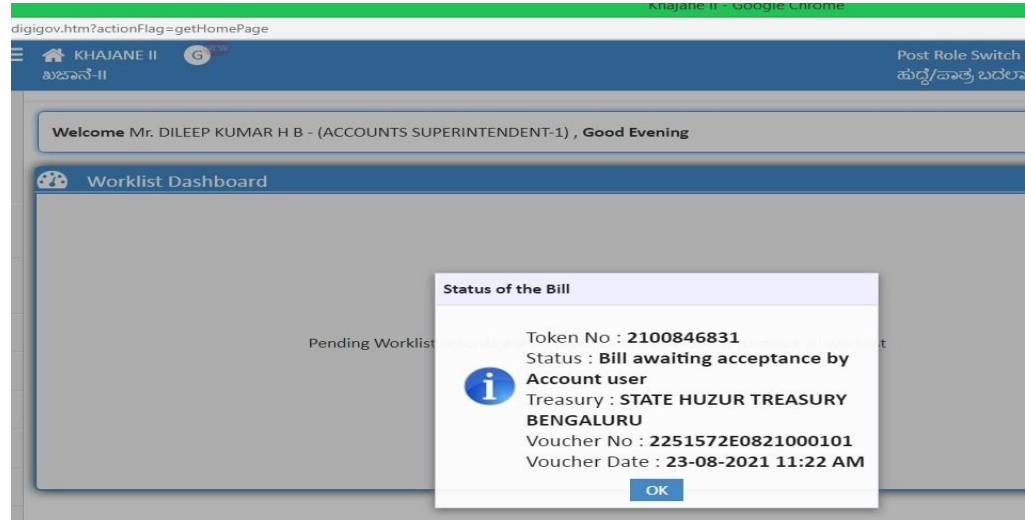 Khajane II - Google Chrome
digigov.htm?actionFlag=getHomePage
KHAJANE II G
ಖಜಾನೆ-II
Post Role Switch
ಹುದ್ದೆ/ಪಾತ್ರ ಬದಲಾ
Welcome Mr. DILEEP KUMAR H B - (ACCOUNTS SUPERINTENDENT-1) , Good Evening
Worklist Dashboard
Pending Worklist
Status of the Bill
Token No : 2100846831
Status : Bill awaiting acceptance by
Account user
Treasury : STATE HUZUR TREASURY
BENGALURU
Voucher No : 2251572E0821000101
Voucher Date : 23-08-2021 11:22 AM
OK